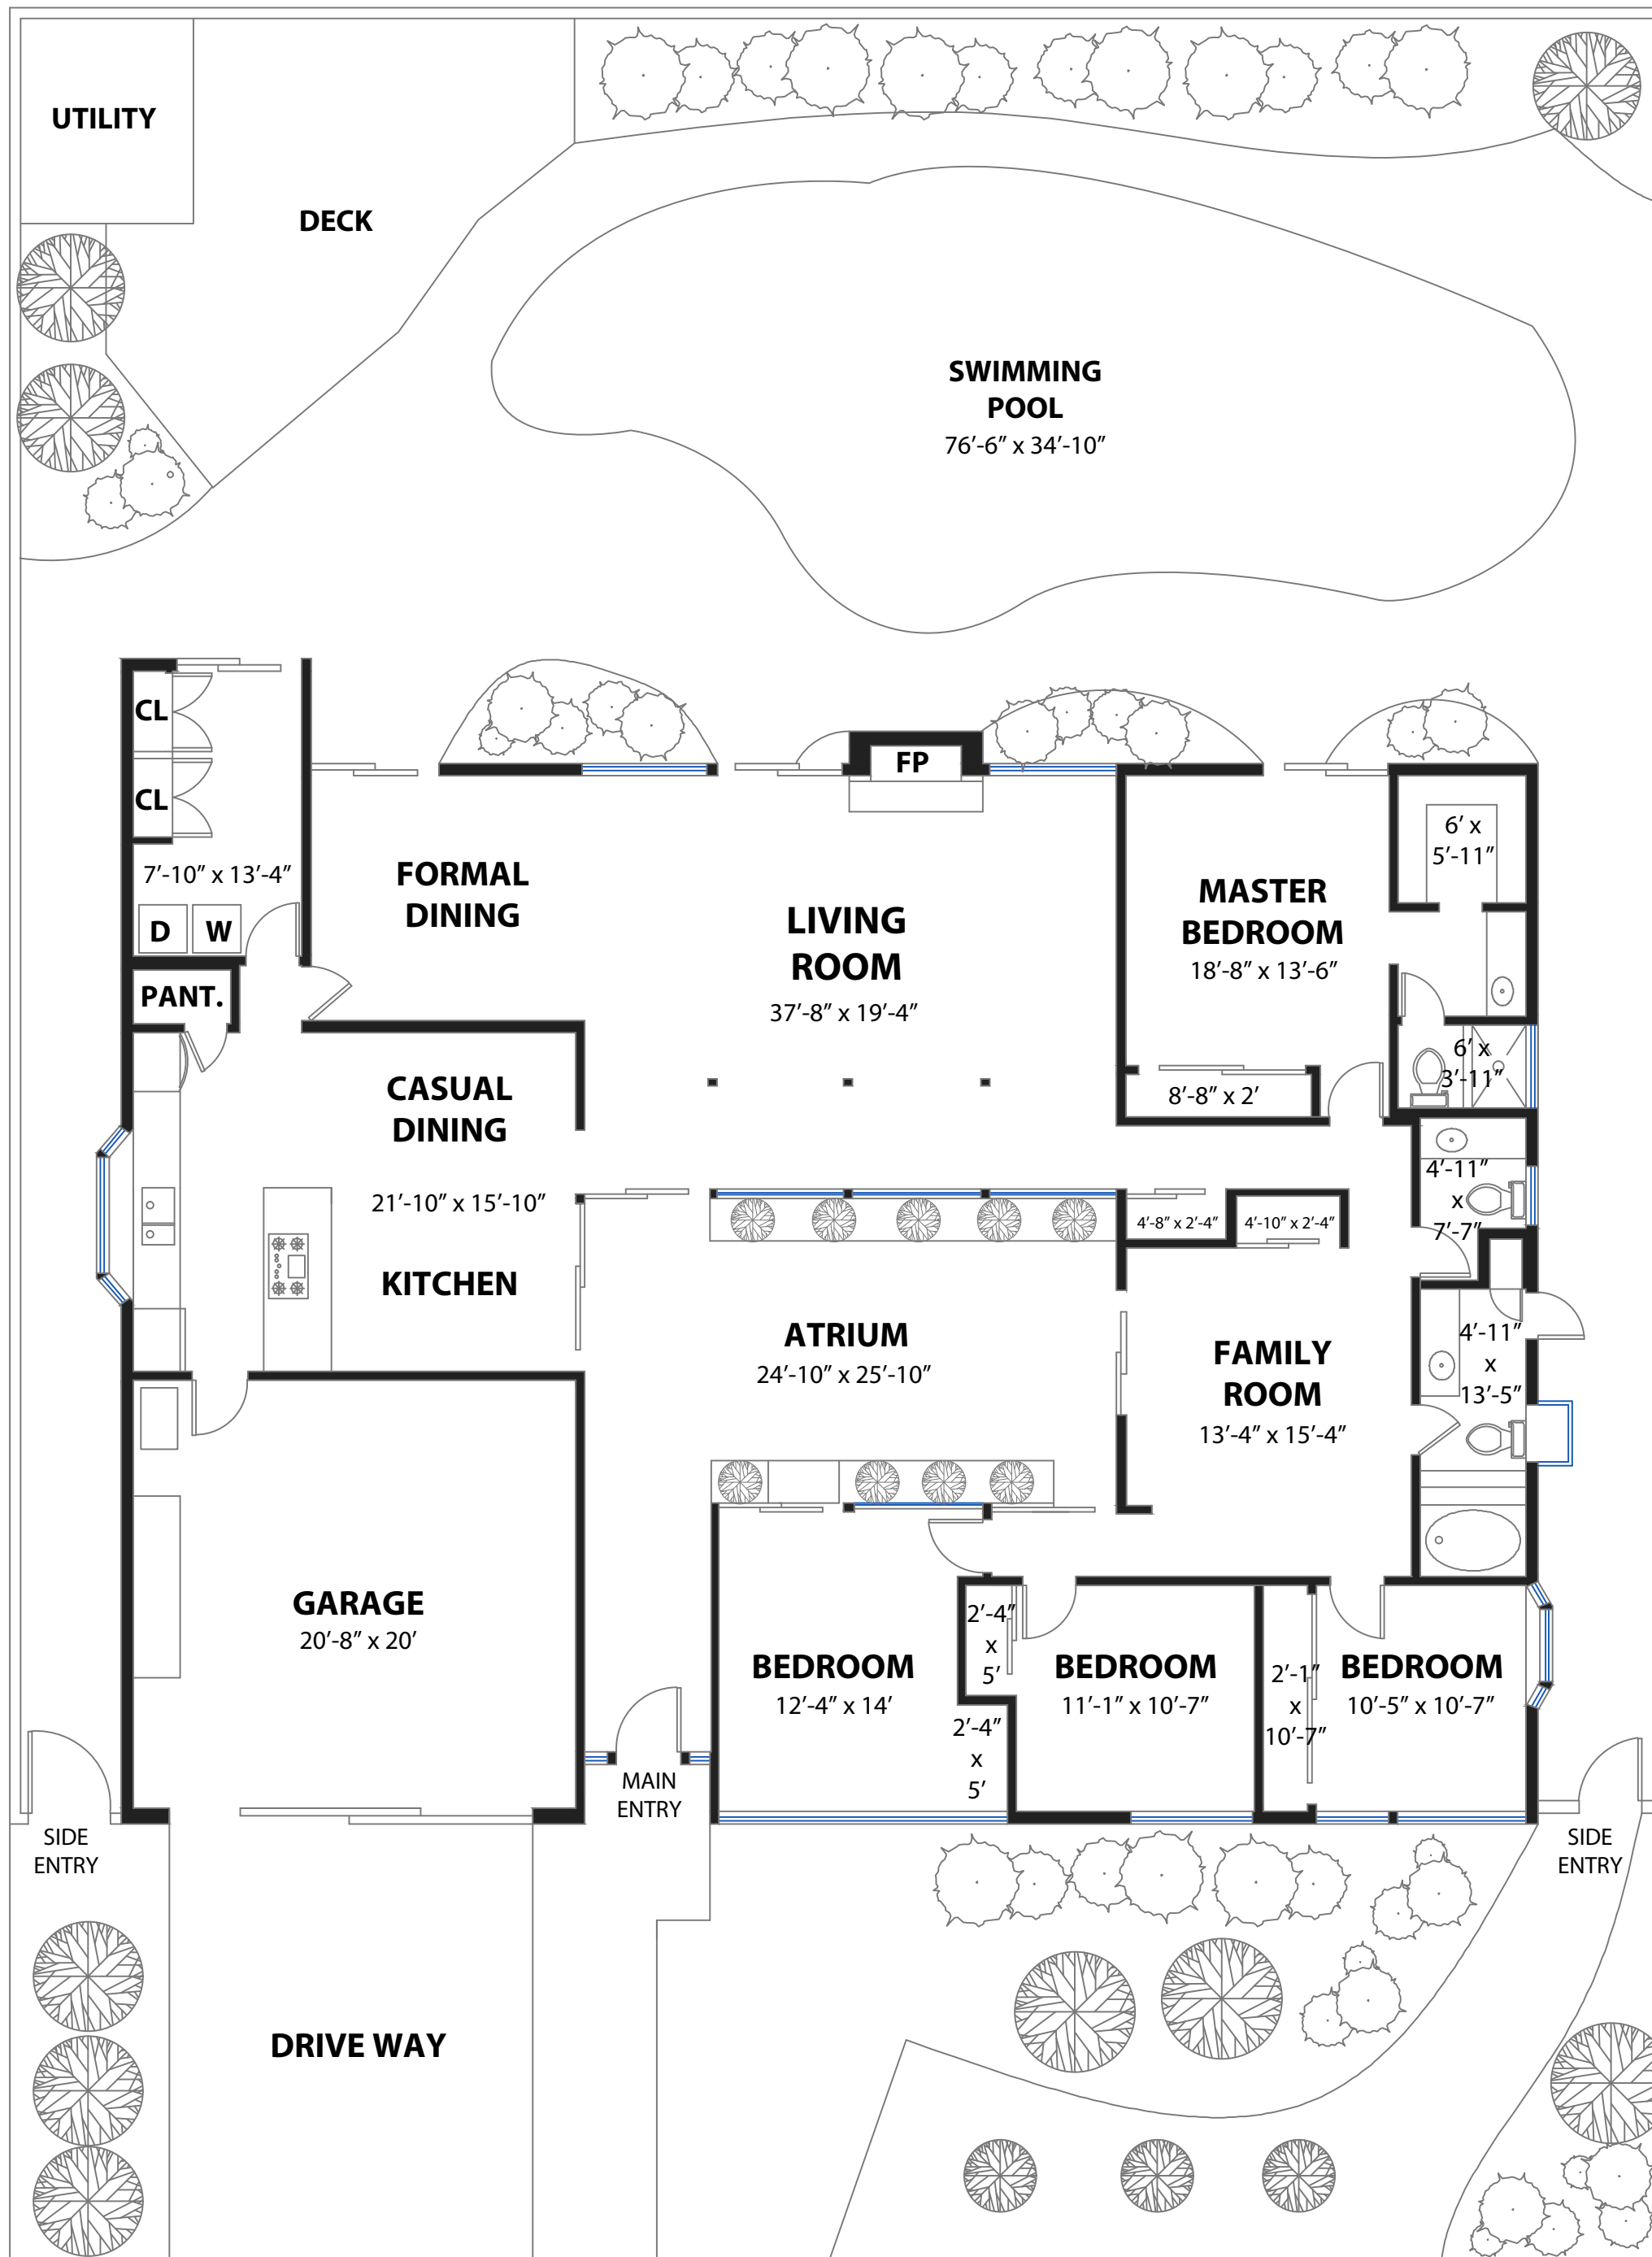 UTILITY
DECK
SWIMMING
POOL
76’-6” x 34’-10”
CL
CL
7’-10” x 13’-4”
D
W
PANT.
FORMAL
DINING
FP
LIVING
ROOM
37’-8” x 19’-4”
MASTER
BEDROOM
18’-8” x 13’-6”
6’ x
5’-11”
6’ x
3’-11”
8’-8” x 2’
CASUAL
DINING
21’-10” x 15’-10”
KITCHEN
4’-11”
x
7’-7”
4’-8” x 2’-4”
4’-10” x 2’-4”
ATRIUM
24’-10” x 25’-10”
FAMILY
ROOM
13’-4” x 15’-4”
4’-11”
x
13’-5”
GARAGE
20’-8” x 20’
BEDROOM
12’-4” x 14’
2’-4”
x
5’
2’-4”
x
5’
BEDROOM
11’-1” x 10’-7”
2’-1”
x
10’-7”
BEDROOM
10’-5” x 10’-7”
MAIN
ENTRY
SIDE
ENTRY
SIDE
ENTRY
DRIVE WAY